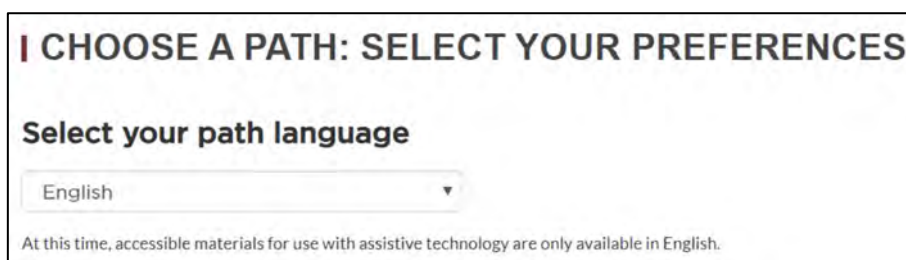 CHOOSE A PATH: SELECT YOUR PREFERENCES
Select your path language
English
At this time, accessible materials for use with assistive technology are only available in English.